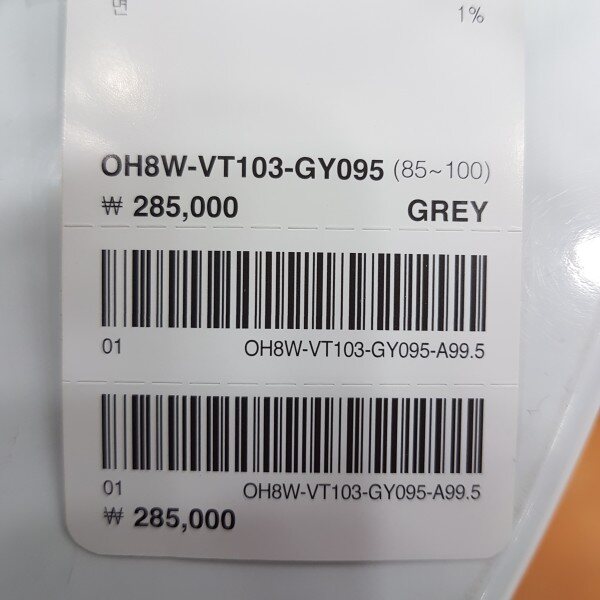 면 1%
OH8W-VT103-GY095 (85~100)
₩ 285,000 GREY
01 OH8W-VT103-GY095-A99.5
01 OH8W-VT103-GY095-A99.5
₩ 285,000